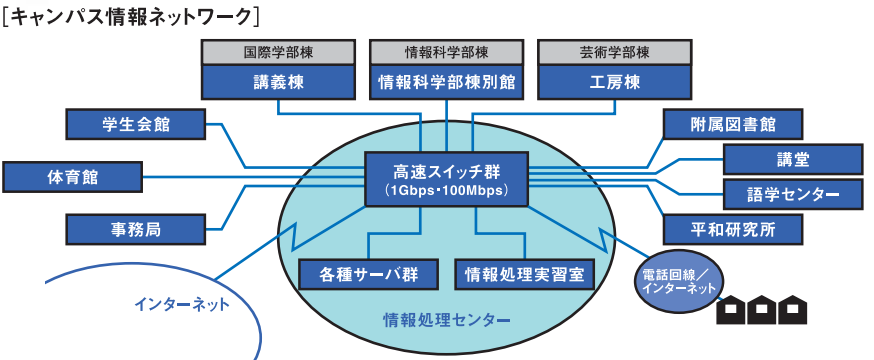 [キャンパス情報ネットワーク]
国際学部棟
講義棟
情報科学部棟
情報科学部棟別館
芸術学部棟
工房棟
学生会館
体育館
事務局
高速スイッチ群
(1Gbps・100Mbps)
附属図書館
講堂
語学センター
平和研究所
各種サーバ群
情報処理実習室
情報処理センター
インターネット
電話回線／
インターネット